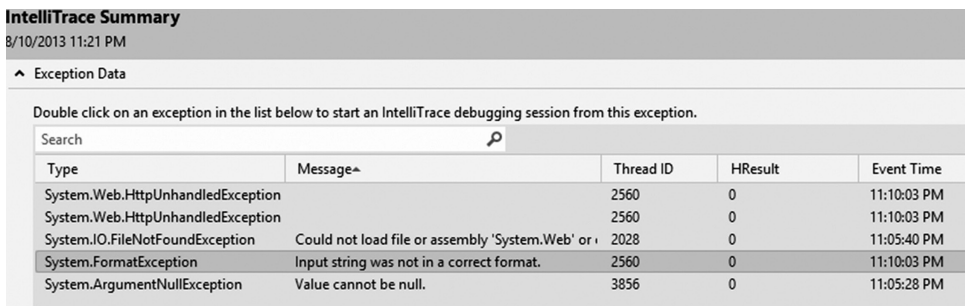 IntelliTrace Summary
8/10/2013 11:21 PM
Exception Data
Double click on an exception in the list below to start an IntelliTrace debugging session from this exception.
Search
Type Message Thread ID HResult Event Time
System.Web.HttpUnhandledException 2560 0 11:10:03 PM
System.Web.HttpUnhandledException 2560 0 11:10:03 PM
System.IO.FileNotFoundException Could not load file or assembly 'System.Web' or 2028 0 11:05:40 PM
System.FormatException Input string was not in a correct format. 2560 0 11:10:03 PM
System.ArgumentNullException Value cannot be null. 3856 0 11:05:28 PM